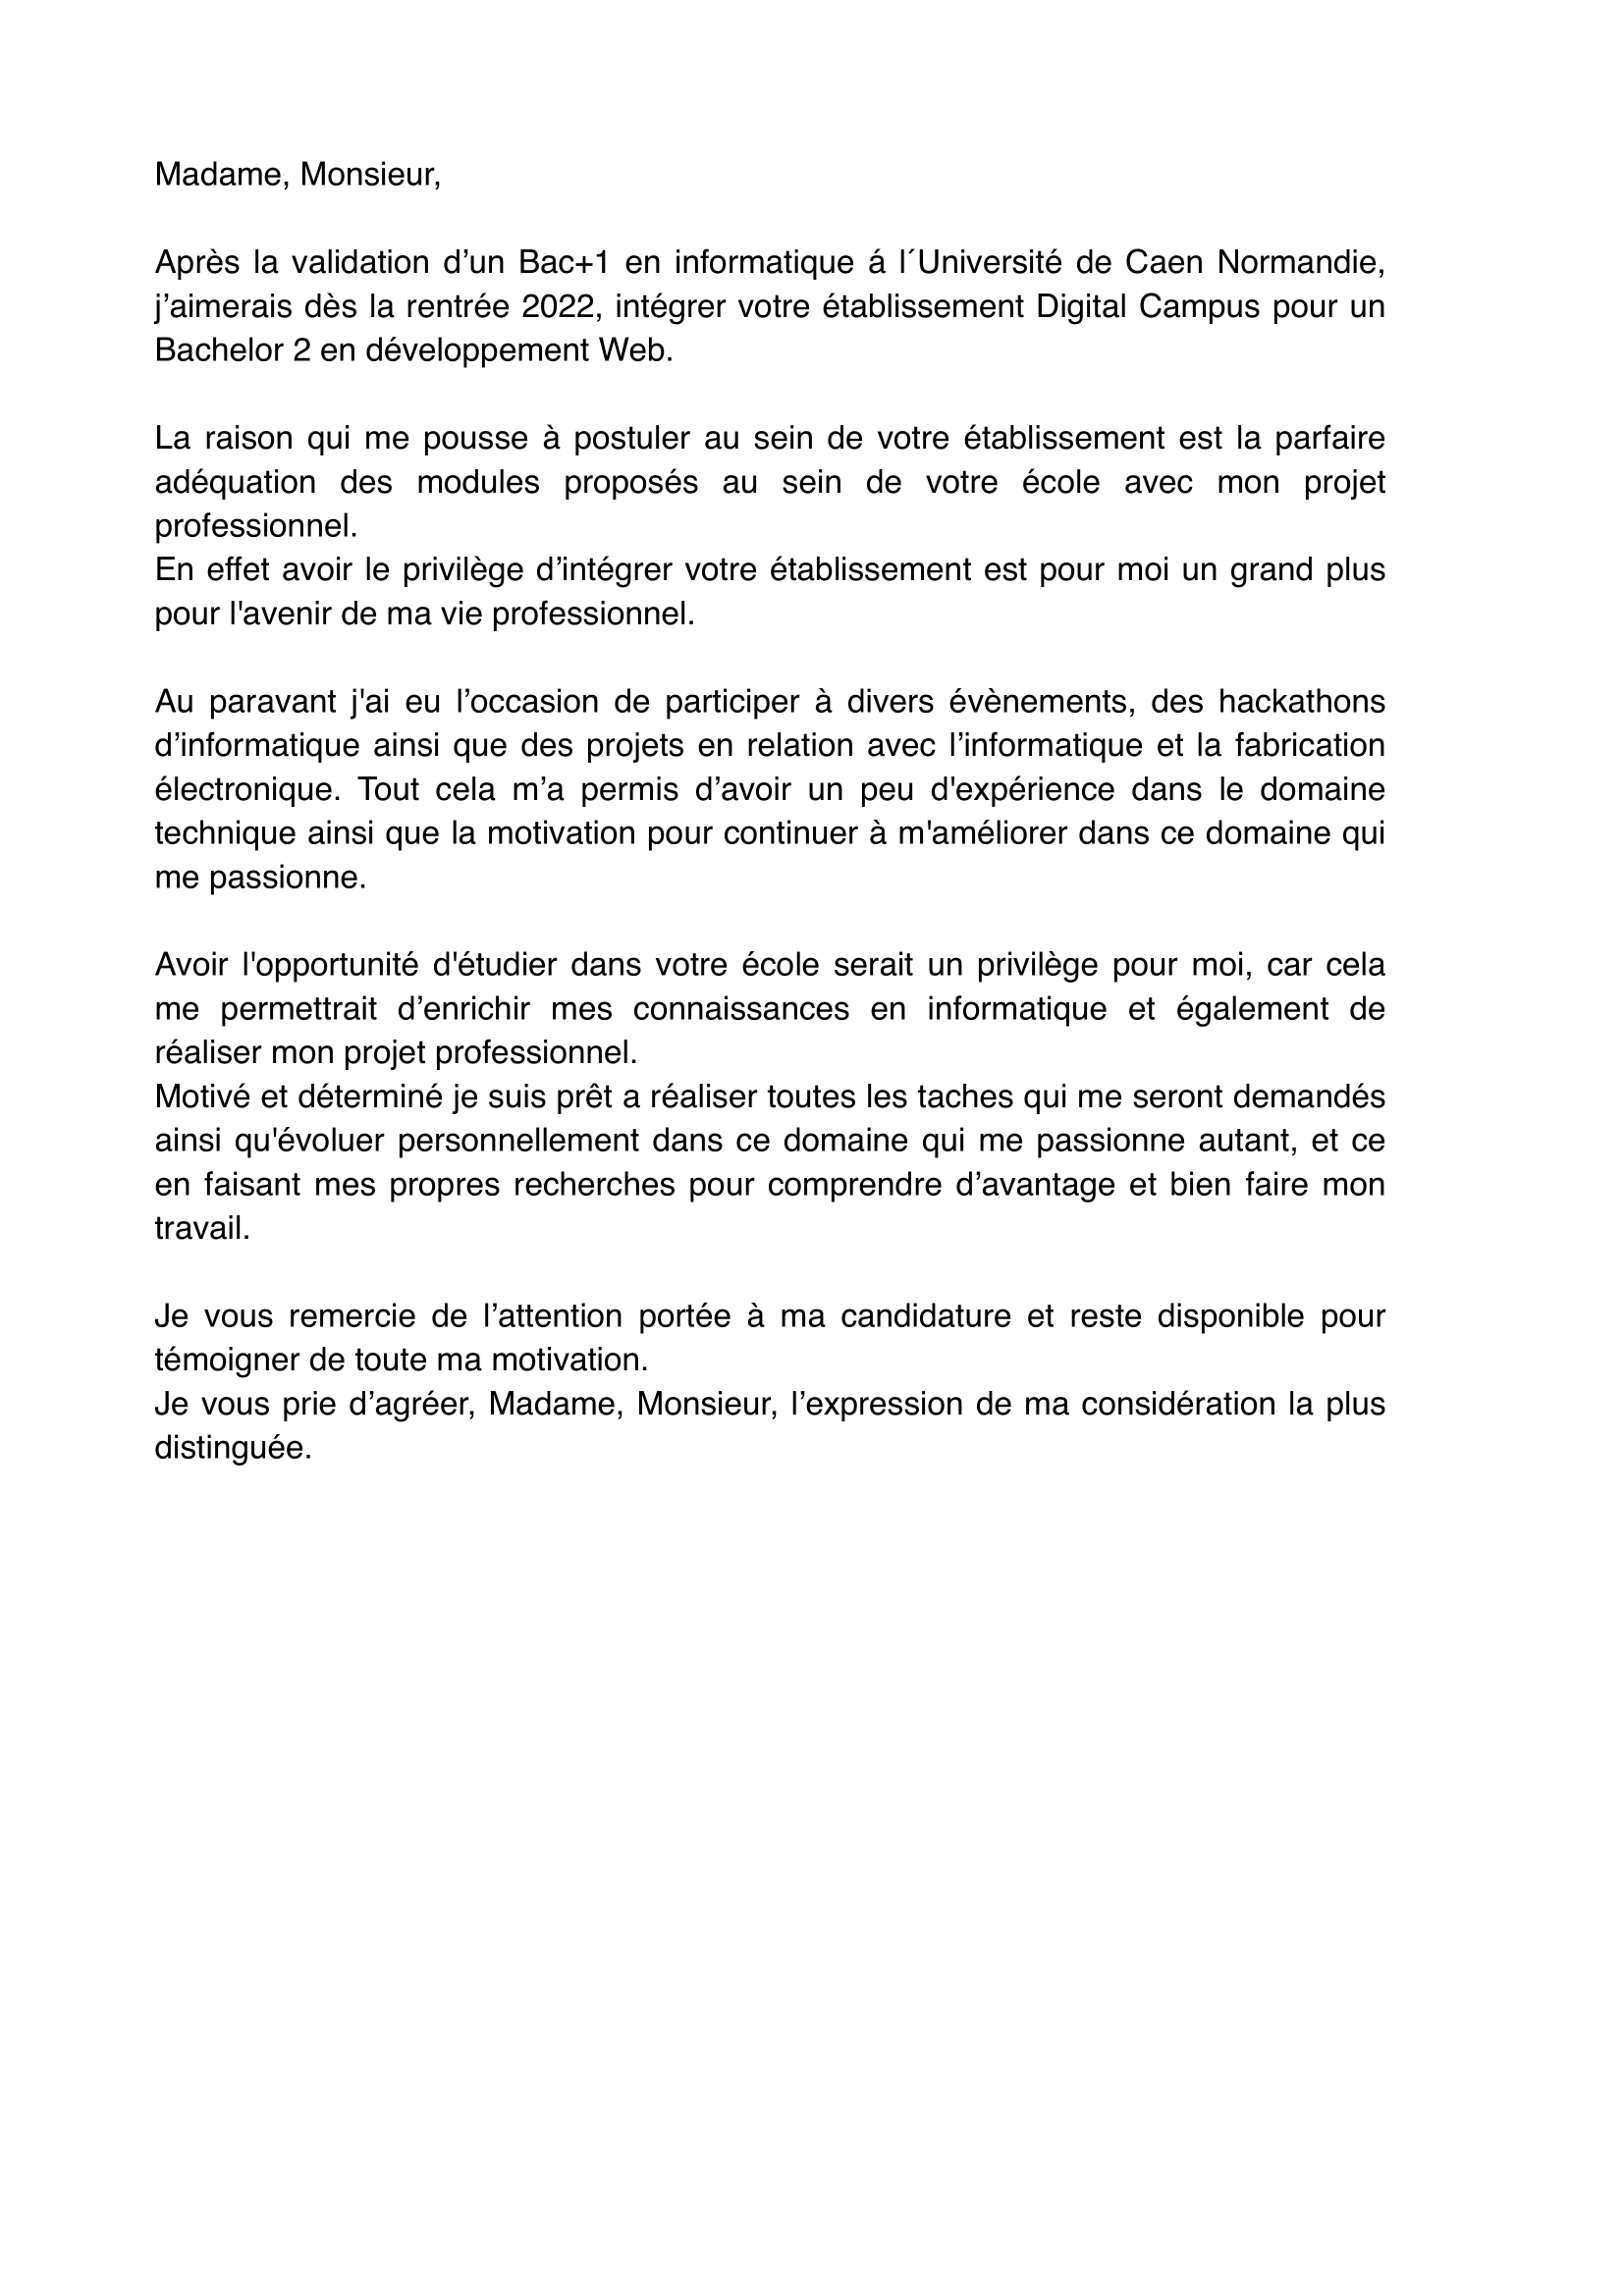 Madame, Monsieur,
Après la validation d’un Bac+1 en informatique á l´Université de Caen Normandie,
j’aimerais dès la rentrée 2022, intégrer votre établissement Digital Campus pour un
Bachelor 2 en développement Web.
La raison qui me pousse à postuler au sein de votre établissement est la parfaire
adéquation des modules proposés au sein de votre école avec mon projet
professionnel.
En effet avoir le privilège d’intégrer votre établissement est pour moi un grand plus
pour l'avenir de ma vie professionnel.
Au paravant j'ai eu l’occasion de participer à divers évènements, des hackathons
d’informatique ainsi que des projets en relation avec l’informatique et la fabrication
électronique. Tout cela m’a permis d’avoir un peu d'expérience dans le domaine
technique ainsi que la motivation pour continuer à m'améliorer dans ce domaine qui
me passionne.
Avoir l'opportunité d'étudier dans votre école serait un privilège pour moi, car cela
me permettrait d’enrichir mes connaissances en informatique et également de
réaliser mon projet professionnel.
Motivé et déterminé je suis prêt a réaliser toutes les taches qui me seront demandés
ainsi qu'évoluer personnellement dans ce domaine qui me passionne autant, et ce
en faisant mes propres recherches pour comprendre d’avantage et bien faire mon
travail.
Je vous remercie de l’attention portée à ma candidature et reste disponible pour
témoigner de toute ma motivation.
Je vous prie d’agréer, Madame, Monsieur, l’expression de ma considération la plus
distinguée.